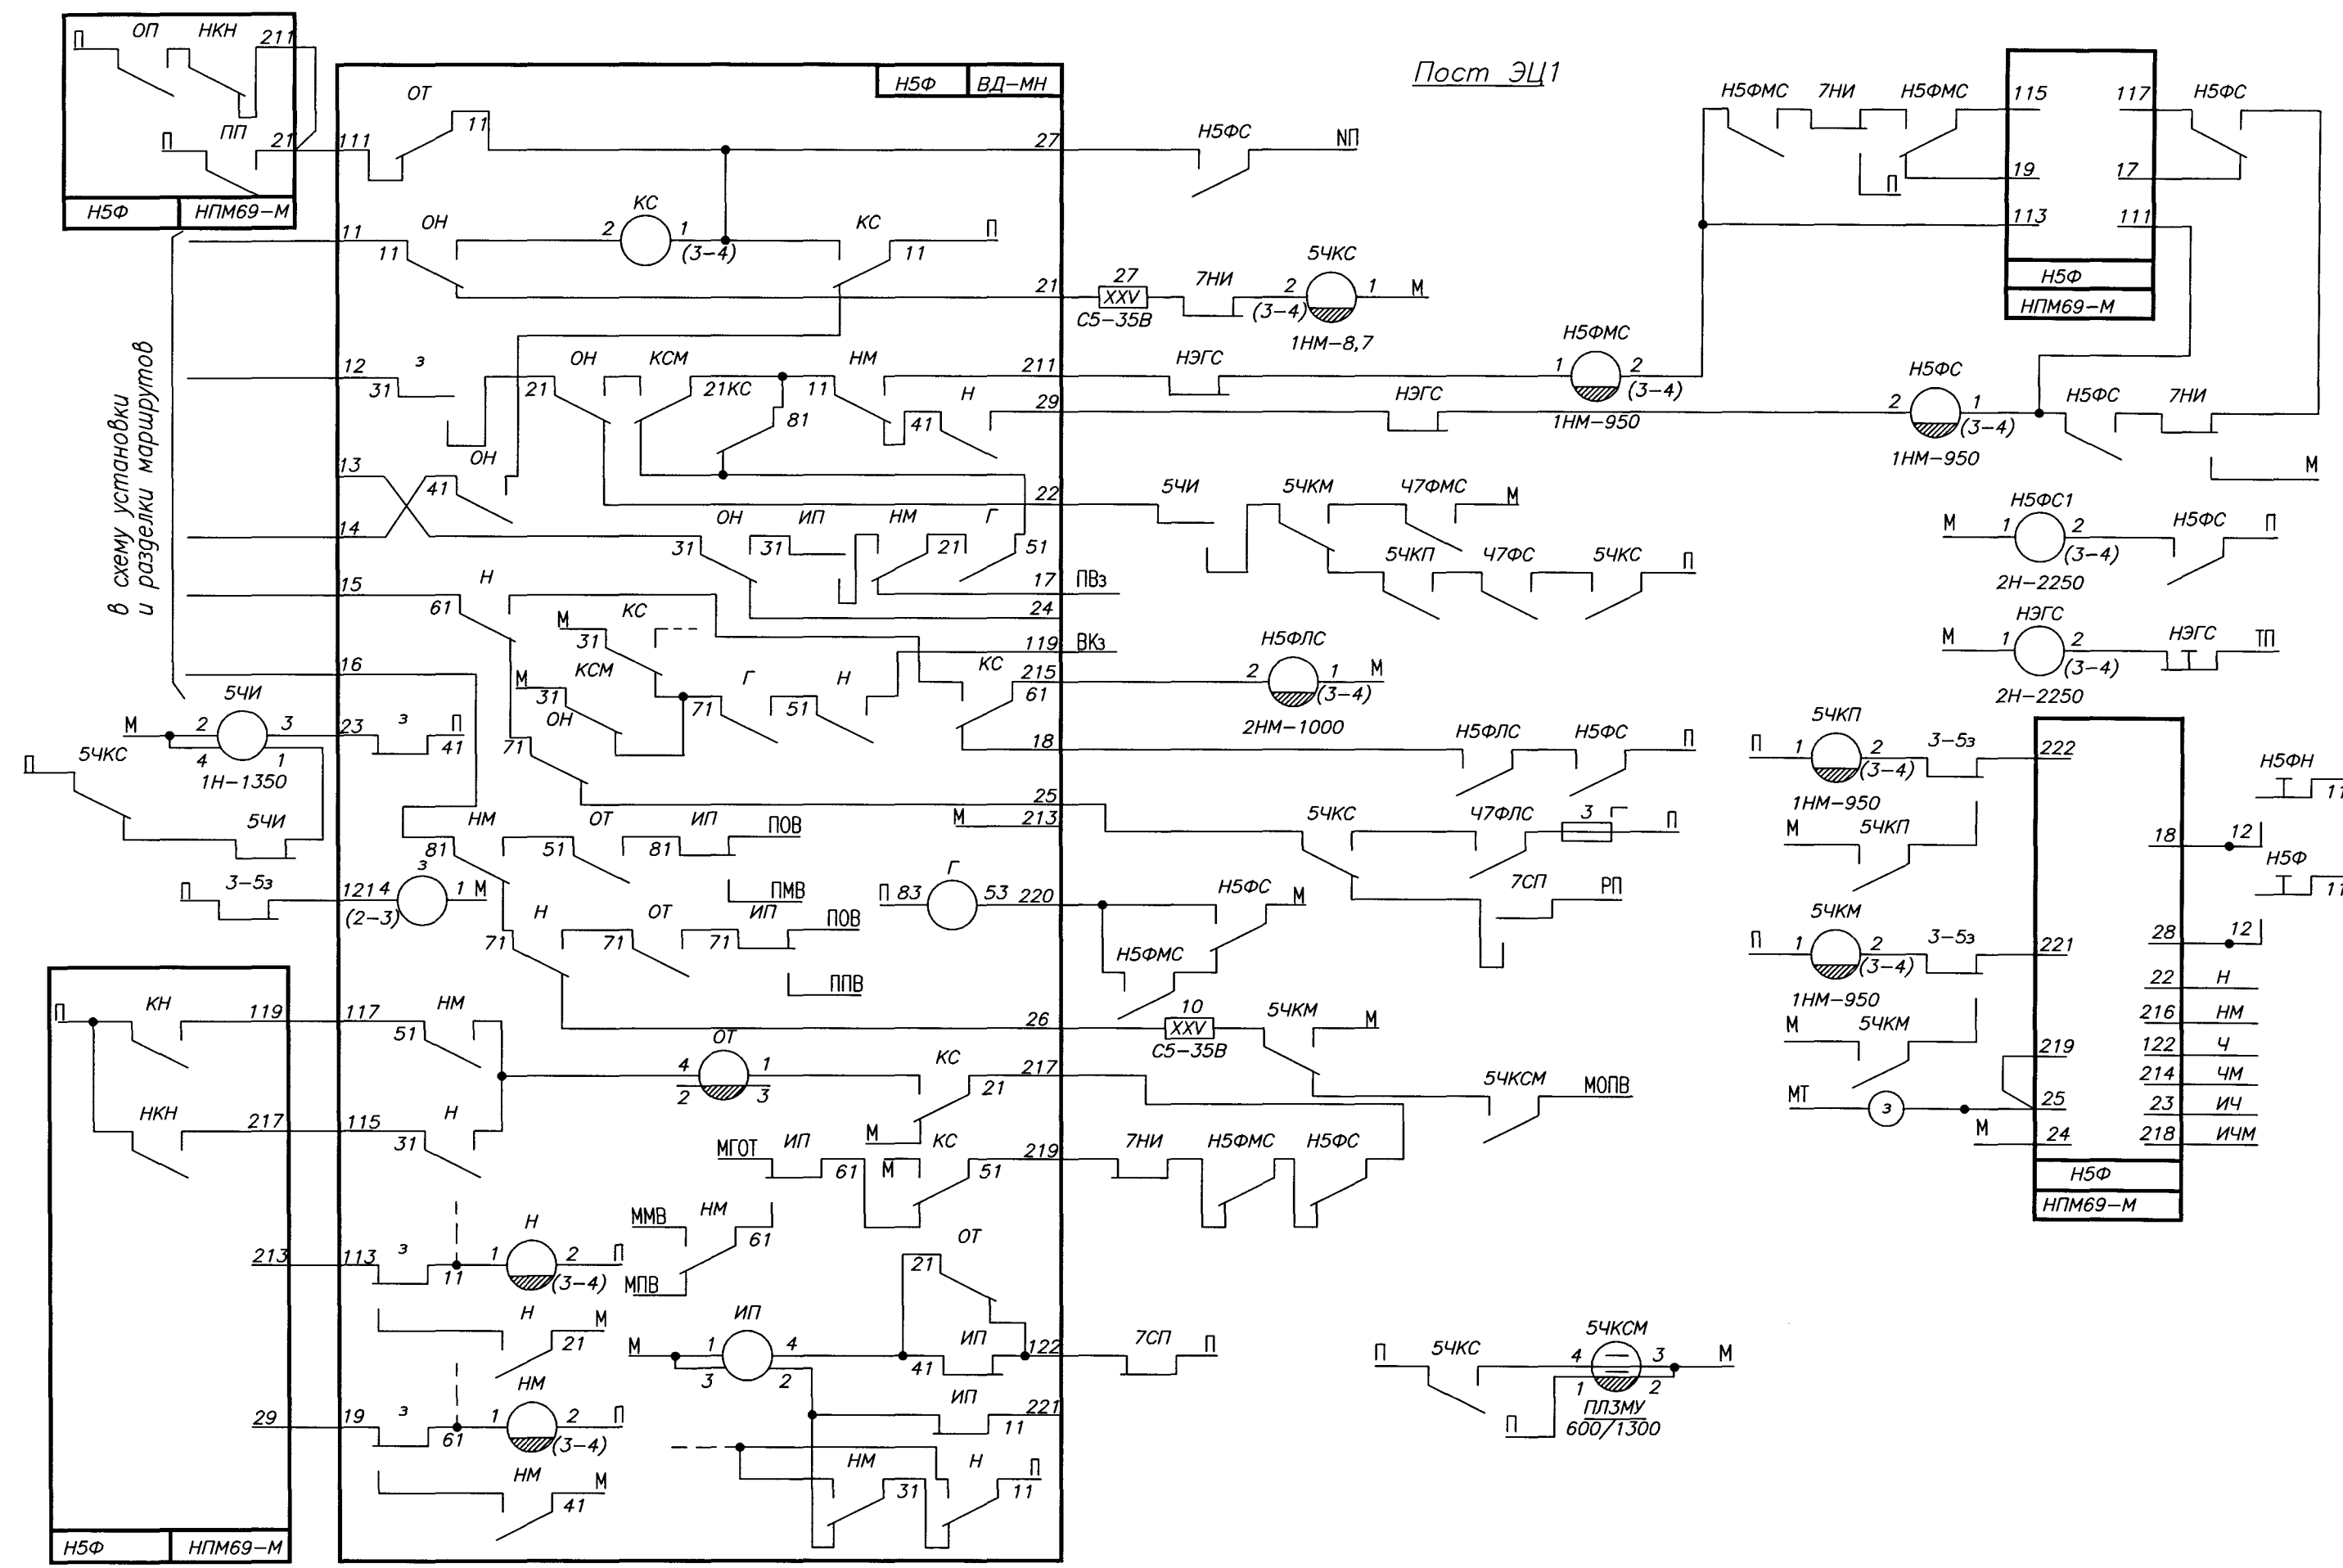 Пост ЭЦ1
П ОП НКН 211
П ПП 21
Н5Ф НПМ69-М
Н5Ф ВД-МН
111 ОТ 11 27 Н5ФС NП
11 ОН 11 2 КС 1 (3-4) КС 11 П
21 27 XXV С5-35В 7НИ 2 (3-4) 5ЧКС 1 М
1НМ-8,7
12 З 31 ОН 21 ОН КСМ 21КС 81 НМ 11 211 НЭГС 1 Н5ФМС 2 (3-4)
1НМ-950
41 Н 29 НЭГС 2 Н5ФС 1 (3-4) Н5ФС 7НИ М
1НМ-950
Н5ФМС 7НИ Н5ФМС П
115 117 Н5ФС
19 17
113 111
Н5Ф
НПМ69-М
в схему установки
и разделки маршрутов
13 41 22 5ЧИ 5ЧКМ Ч7ФМС М
14 ОН 31 ИП 31 НМ 21 Г 51
5ЧКП Ч7ФС 5ЧКС П
17 ПВз
24
15 Н 61 М КС 31 119 ВКз
КСМ М 31 ОН 71 Г 51 Н КС 61 215 2 Н5ФЛС 1 (3-4) М
2НМ-1000
16
18 Н5ФЛС Н5ФС П
71 25
М 213
5ЧКС Ч7ФЛС 3 Г П
7СП РП
М 2 5ЧИ 3 23 З П 41
4 1
1Н-1350
П 5ЧКС 5ЧИ
НМ 81 ОТ 51 ИП 81 ПОВ
ПМВ
П 3-5з 121 4 З 1 М
(2-3)
Н 71 ОТ 71 ИП ПОВ
ППВ
П 83 Г 53 220 Н5ФС М
Н5ФМС
26 10 XXV С5-35В 5ЧКМ М
5ЧКСМ МОПВ
П КН 119 117 НМ 51
НКН 217 115 Н 31
4 ОТ 1
2 3
КС 21 217
М
МГОТ ИП 61 М КС 51 219 7НИ Н5ФМС Н5ФС
ММВ НМ 61
МПВ
213 113 З 11 1 Н 2 (3-4) П
Н 21 М
29 19 З 61 1 НМ 2 (3-4) П
НМ 41 М
Н5Ф НПМ69-М
ОТ 21
М 1 ИП 4 41 ИП 122 7СП П
3 2
ИП 11 221
НМ 31 Н 11 П
М 1 Н5ФС1 2 (3-4) Н5ФС П
2Н-2250
М 1 НЭГС 2 (3-4) НЭГС ТП
2Н-2250
П 1 5ЧКП 2 (3-4) 3-5з 222
1НМ-950
М 5ЧКП
П 1 5ЧКМ 2 (3-4) 3-5з 221
1НМ-950
М 5ЧКМ
МТ З 219
25
М 24
Н5ФН 11
18 12
Н5Ф 11
28 12
22 Н
216 НМ
122 Ч
214 ЧМ
23 ИЧ
218 ИЧМ
Н5Ф
НПМ69-М
П 5ЧКС 4 5ЧКСМ 3 М
1 2
П ПЛ3МУ
600/1300